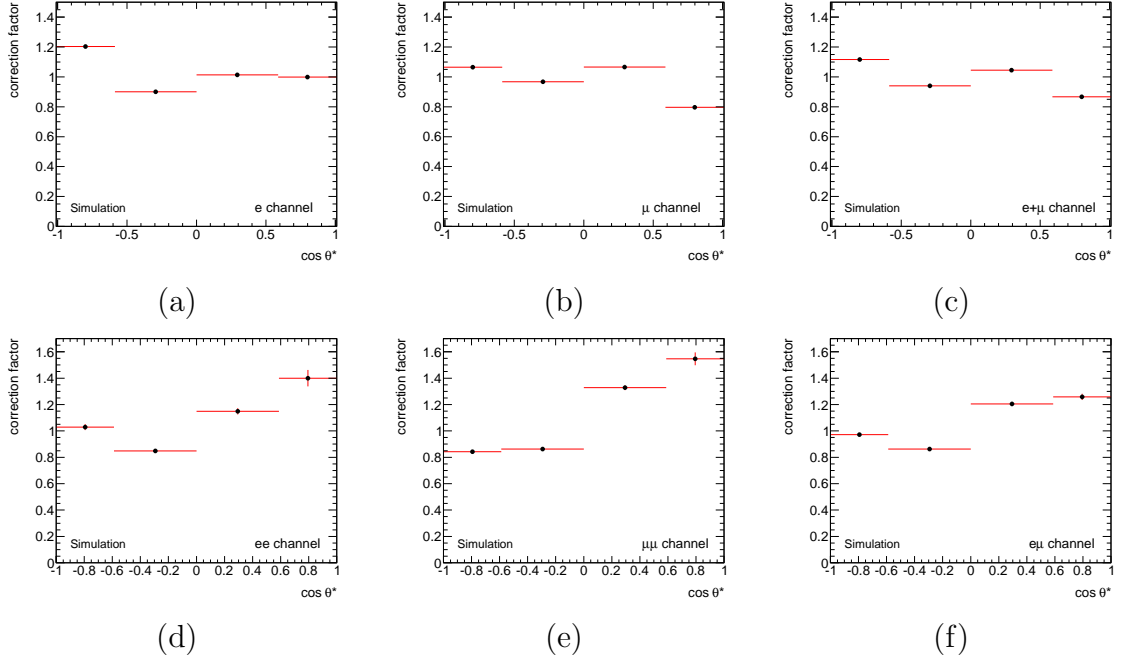 correction factor
1.4
1.2
1
0.8
0.6
0.4
0.2
0
Simulation e channel
-1 -0.5 0 0.5 1
cos θ*
(a)
correction factor
1.4
1.2
1
0.8
0.6
0.4
0.2
0
Simulation μ channel
-1 -0.5 0 0.5 1
cos θ*
(b)
correction factor
1.4
1.2
1
0.8
0.6
0.4
0.2
0
Simulation e+μ channel
-1 -0.5 0 0.5 1
cos θ*
(c)
correction factor
1.6
1.4
1.2
1
0.8
0.6
0.4
0.2
0
Simulation ee channel
-1 -0.8 -0.6 -0.4 -0.2 0 0.2 0.4 0.6 0.8 1
cos θ*
(d)
correction factor
1.6
1.4
1.2
1
0.8
0.6
0.4
0.2
0
Simulation μμ channel
-1 -0.8 -0.6 -0.4 -0.2 0 0.2 0.4 0.6 0.8 1
cos θ*
(e)
correction factor
1.6
1.4
1.2
1
0.8
0.6
0.4
0.2
0
Simulation eμ channel
-1 -0.8 -0.6 -0.4 -0.2 0 0.2 0.4 0.6 0.8 1
cos θ*
(f)